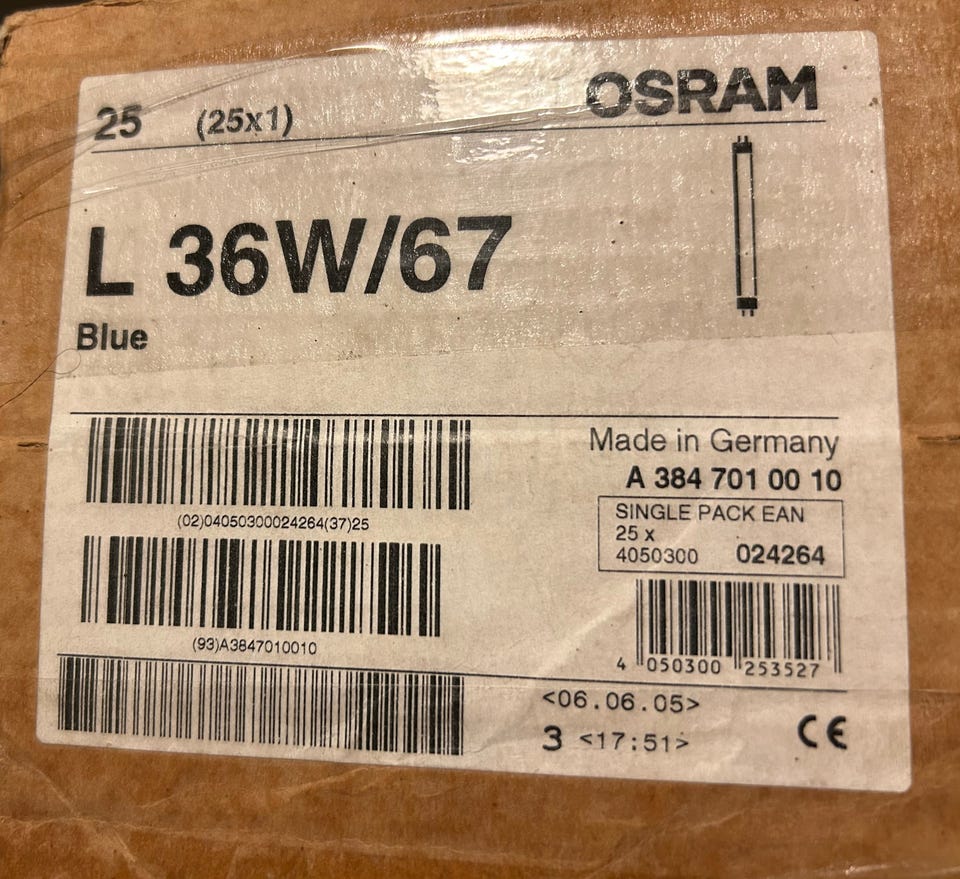 25 (25x1) OSRAM
L 36W/67
Blue
Made in Germany
A 384 701 00 10
SINGLE PACK EAN
25 x
4050300 024264
(02)04050300024264(37)25
(93)A3847010010
4 050300 253527
<06.06.05>
3 <17:51> CE